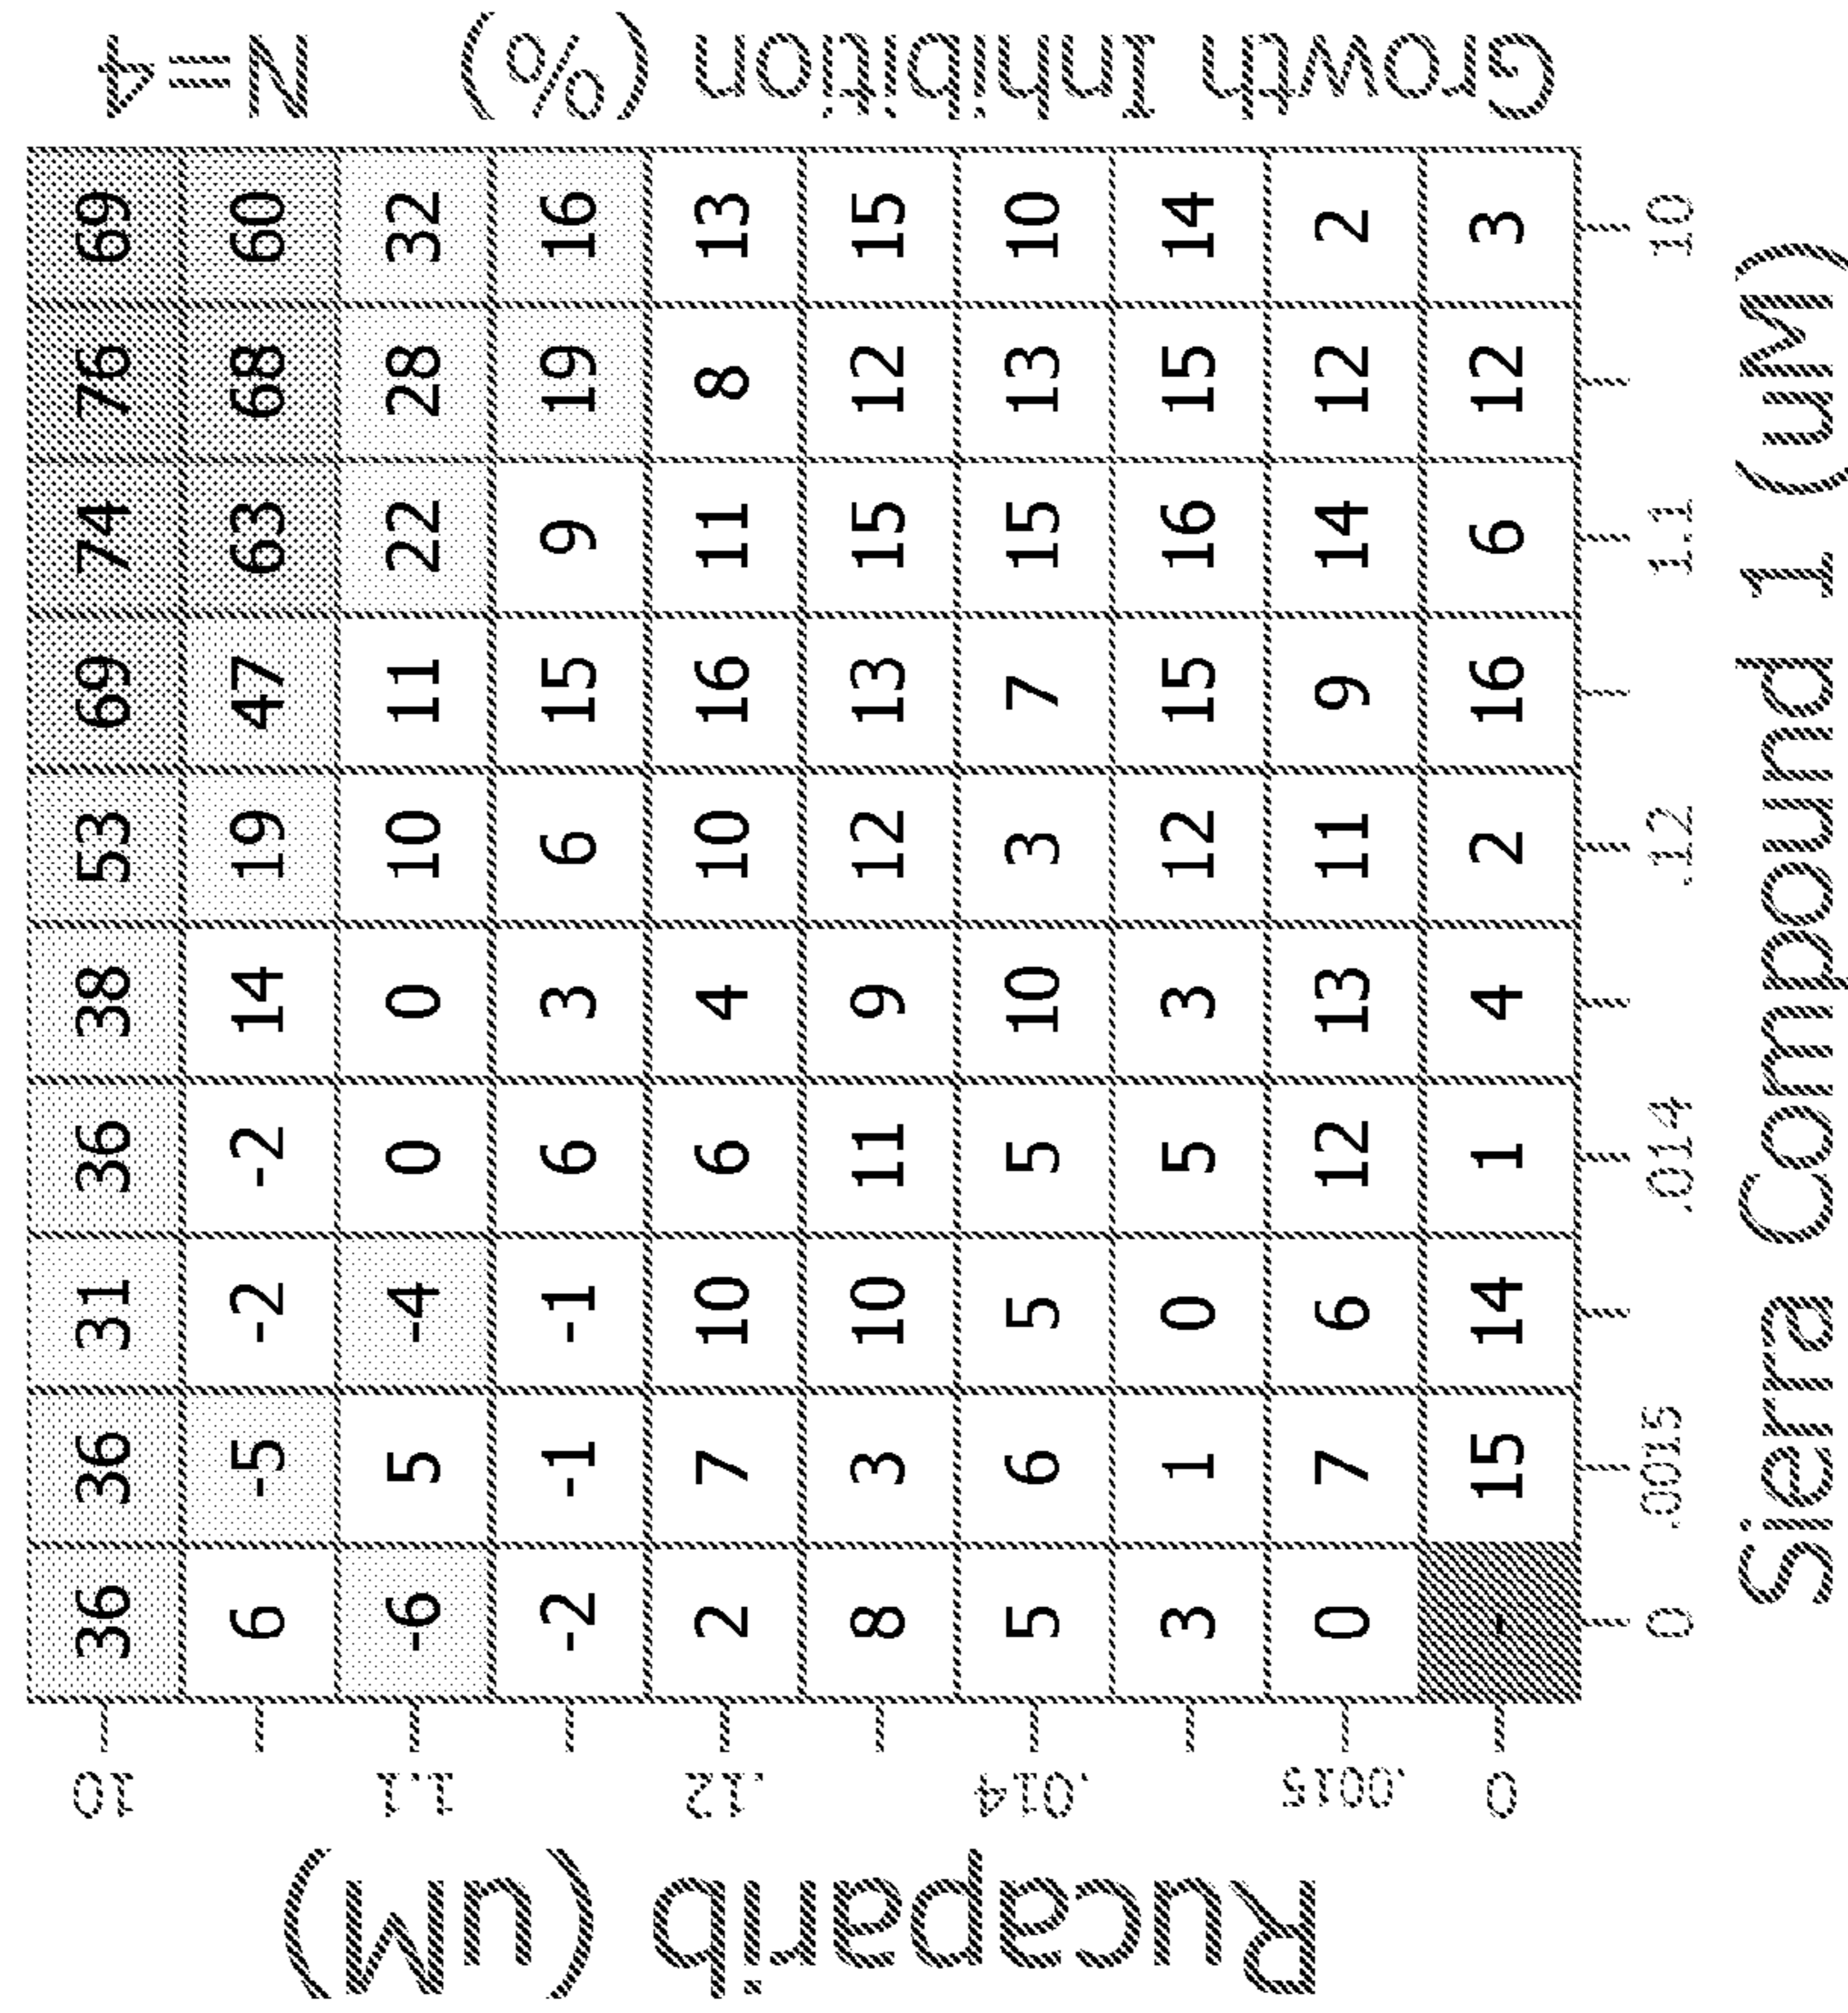 Rucaparib (uM)
10 36 36 31 36 38 53 69 74 76 69
6 -5 -2 -2 14 19 47 63 68 60
1.1 -6 5 -4 0 0 10 11 22 28 32
-2 -1 -1 6 3 6 15 9 19 16
.12 2 7 10 6 4 10 16 11 8 13
8 3 10 11 9 12 13 15 12 15
.014 5 6 5 5 10 3 7 15 13 10
3 1 0 5 3 12 15 16 15 14
.0015 0 7 6 12 13 11 9 14 12 2
0 - 15 14 1 4 2 16 6 12 3
0 .0015 .014 .12 1.1 10
Sierra Compound 1 (uM)
Growth Inhibition (%) N=4